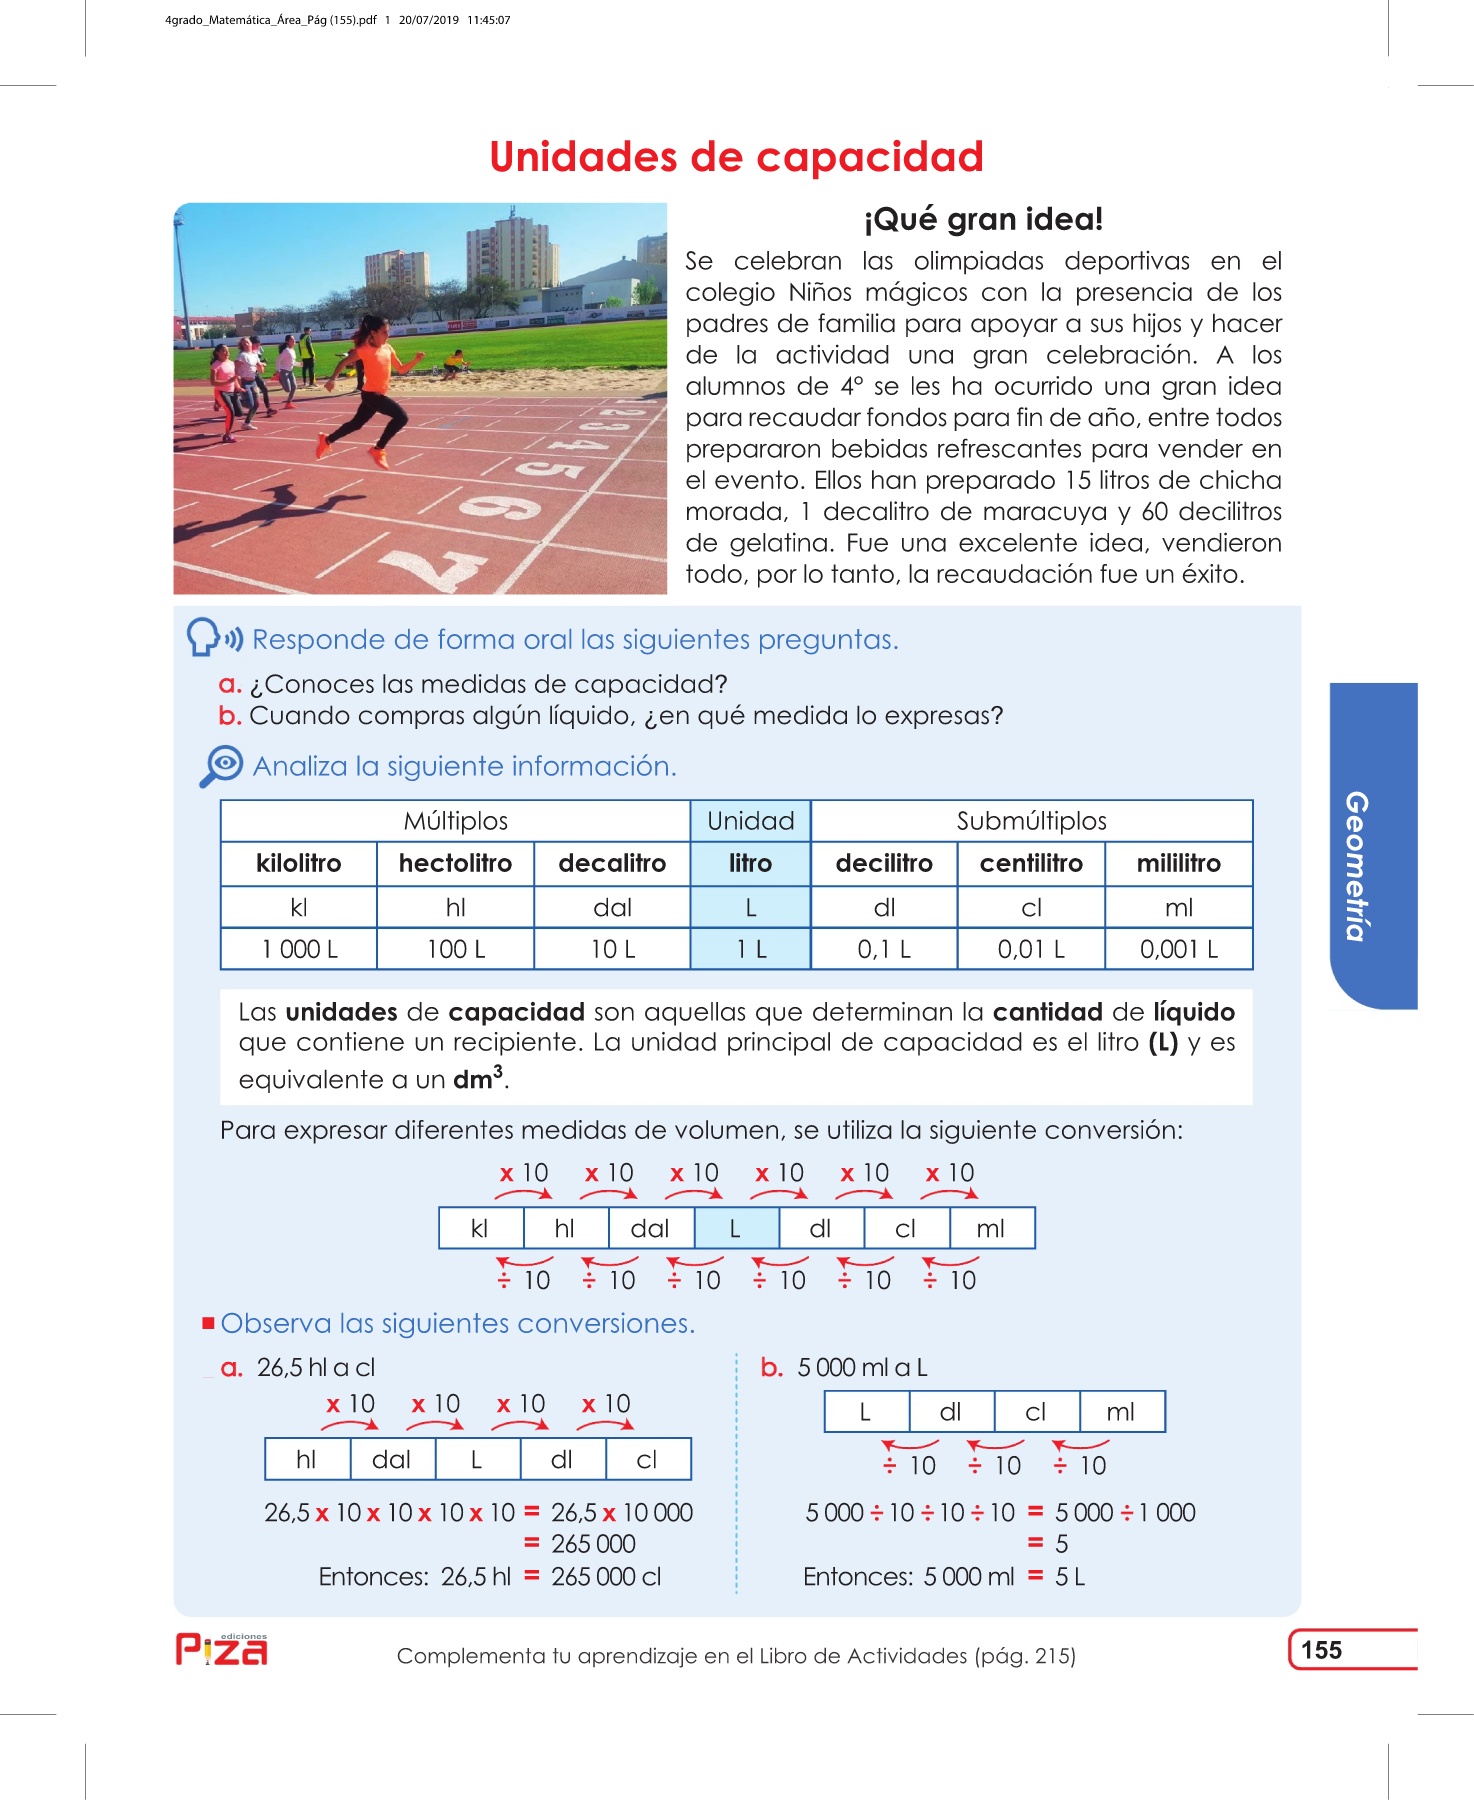 4grado_Matemática_Área_Pág (155).pdf 1 20/07/2019 11:45:07
Unidades de capacidad
¡Qué gran idea!
Se celebran las olimpiadas deportivas en el
colegio Niños mágicos con la presencia de los
padres de familia para apoyar a sus hijos y hacer
de la actividad una gran celebración. A los
alumnos de 4° se les ha ocurrido una gran idea
para recaudar fondos para fin de año, entre todos
prepararon bebidas refrescantes para vender en
el evento. Ellos han preparado 15 litros de chicha
morada, 1 decalitro de maracuya y 60 decilitros
de gelatina. Fue una excelente idea, vendieron
todo, por lo tanto, la recaudación fue un éxito.
1
2
3
4
5
6
7
Responde de forma oral las siguientes preguntas.
a. ¿Conoces las medidas de capacidad?
b. Cuando compras algún líquido, ¿en qué medida lo expresas?
Analiza la siguiente información.
Múltiplos Unidad Submúltiplos
kilolitro hectolitro decalitro litro decilitro centilitro mililitro
kl hl dal L dl cl ml
1 000 L 100 L 10 L 1 L 0,1 L 0,01 L 0,001 L
Geometría
Las unidades de capacidad son aquellas que determinan la cantidad de líquido
que contiene un recipiente. La unidad principal de capacidad es el litro (L) y es
equivalente a un dm³.
Para expresar diferentes medidas de volumen, se utiliza la siguiente conversión:
x 10 x 10 x 10 x 10 x 10 x 10
kl hl dal L dl cl ml
÷ 10 ÷ 10 ÷ 10 ÷ 10 ÷ 10 ÷ 10
Observa las siguientes conversiones.
a. 26,5 hl a cl
x 10 x 10 x 10 x 10
hl dal L dl cl
26,5 x 10 x 10 x 10 x 10 = 26,5 x 10 000
= 265 000
Entonces: 26,5 hl = 265 000 cl
b. 5 000 ml a L
L dl cl ml
÷ 10 ÷ 10 ÷ 10
5 000 ÷ 10 ÷ 10 ÷ 10 = 5 000 ÷ 1 000
= 5
Entonces: 5 000 ml = 5 L
ediciones
Piza
Complementa tu aprendizaje en el Libro de Actividades (pág. 215)
155